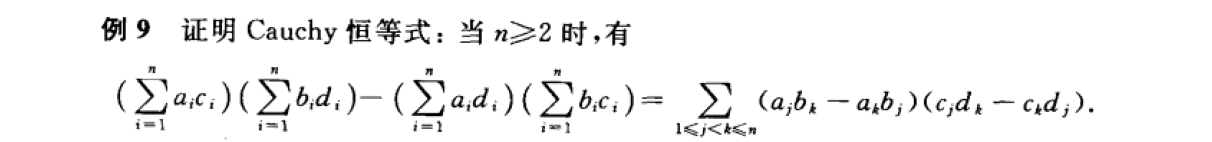 例 9 证明 Cauchy 恒等式：当 n≥2 时，有
(∑_{i=1}^{n} a_i c_i)(∑_{i=1}^{n} b_i d_i) − (∑_{i=1}^{n} a_i d_i)(∑_{i=1}^{n} b_i c_i) = ∑_{1≤j<k≤n} (a_j b_k − a_k b_j)(c_j d_k − c_k d_j).